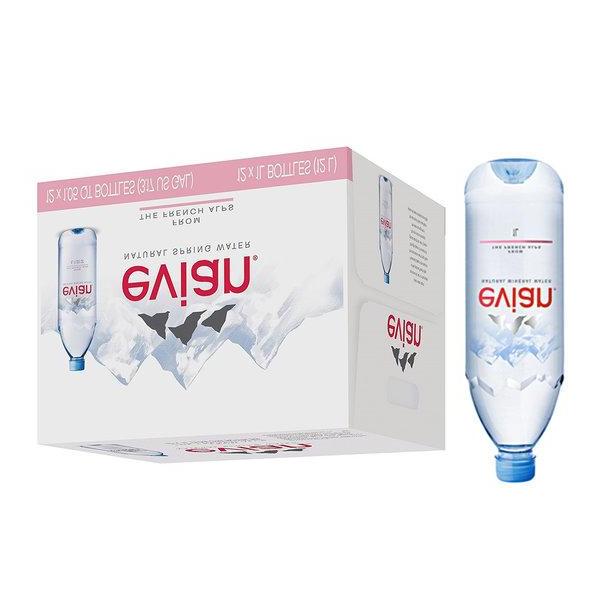 evian®
NATURAL SPRING WATER
FROM
THE FRENCH ALPS
12 x 1.05 QT BOTTLES (3.17 US GAL)
12 x 1L BOTTLES (12 L)
evian®
evian®
NATURAL MINERAL WATER
FROM
THE FRENCH ALPS
1L